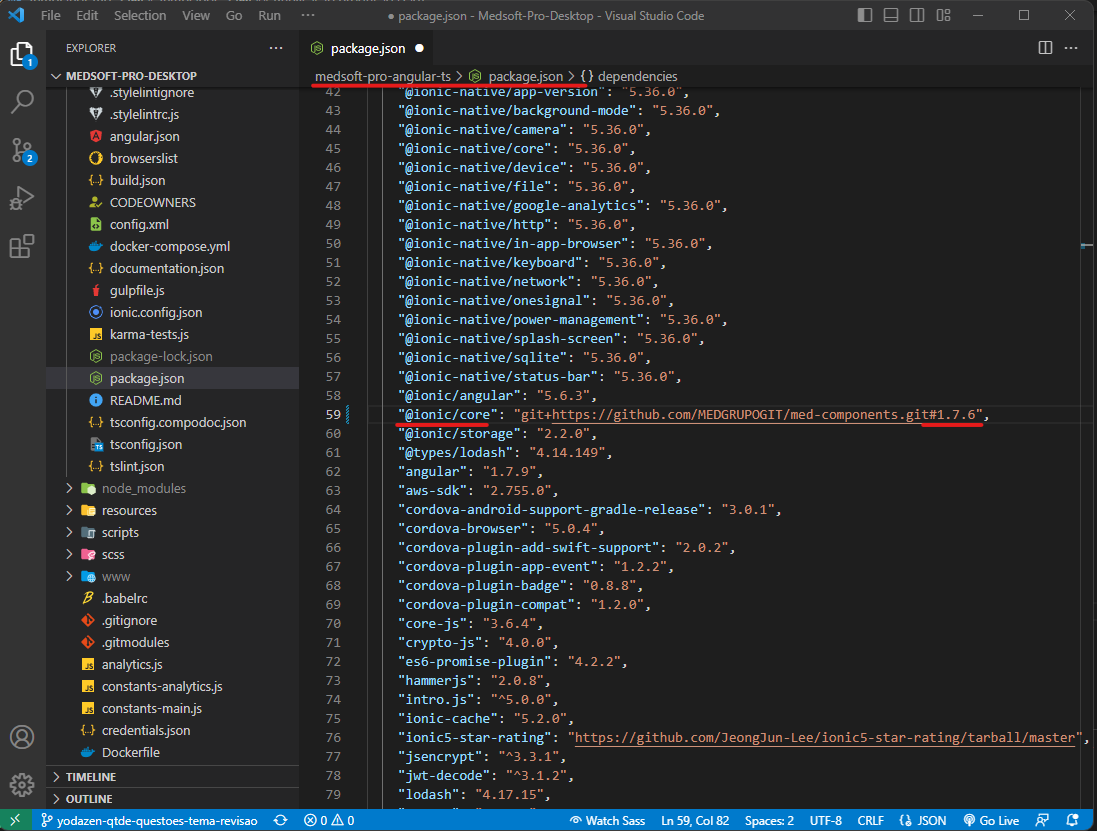 File Edit Selection View Go Run ··· ● package.json - Medsoft-Pro-Desktop - Visual Studio Code
EXPLORER ···
1
2
MEDSOFT-PRO-DESKTOP
.stylelintignore
.stylelintrc.js
angular.json
browserslist
build.json
CODEOWNERS
config.xml
docker-compose.yml
documentation.json
gulpfile.js
ionic.config.json
karma-tests.js
package-lock.json
package.json
README.md
tsconfig.compodoc.json
tsconfig.json
tslint.json
node_modules
resources
scripts
scss
www
.babelrc
.gitignore
.gitmodules
analytics.js
constants-analytics.js
constants-main.js
credentials.json
Dockerfile
TIMELINE
OUTLINE
package.json ●
medsoft-pro-angular-ts > package.json > { } dependencies
42 "@ionic-native/app-version": "5.36.0",
43 "@ionic-native/background-mode": "5.36.0",
44 "@ionic-native/camera": "5.36.0",
45 "@ionic-native/core": "5.36.0",
46 "@ionic-native/device": "5.36.0",
47 "@ionic-native/file": "5.36.0",
48 "@ionic-native/google-analytics": "5.36.0",
49 "@ionic-native/http": "5.36.0",
50 "@ionic-native/in-app-browser": "5.36.0",
51 "@ionic-native/keyboard": "5.36.0",
52 "@ionic-native/network": "5.36.0",
53 "@ionic-native/onesignal": "5.36.0",
54 "@ionic-native/power-management": "5.36.0",
55 "@ionic-native/splash-screen": "5.36.0",
56 "@ionic-native/sqlite": "5.36.0",
57 "@ionic-native/status-bar": "5.36.0",
58 "@ionic/angular": "5.6.3",
59 "@ionic/core": "git+https://github.com/MEDGRUPOGIT/med-components.git#1.7.6",
60 "@ionic/storage": "2.2.0",
61 "@types/lodash": "4.14.149",
62 "angular": "1.7.9",
63 "aws-sdk": "2.755.0",
64 "cordova-android-support-gradle-release": "3.0.1",
65 "cordova-browser": "5.0.4",
66 "cordova-plugin-add-swift-support": "2.0.2",
67 "cordova-plugin-app-event": "1.2.2",
68 "cordova-plugin-badge": "0.8.8",
69 "cordova-plugin-compat": "1.2.0",
70 "core-js": "3.6.4",
71 "crypto-js": "4.0.0",
72 "es6-promise-plugin": "4.2.2",
73 "hammerjs": "2.0.8",
74 "intro.js": "^5.0.0",
75 "ionic-cache": "5.2.0",
76 "ionic5-star-rating": "https://github.com/JeongJun-Lee/ionic5-star-rating/tarball/master",
77 "jsencrypt": "^3.3.1",
78 "jwt-decode": "^3.1.2",
79 "lodash": "4.17.15",
yodazen-qtde-questoes-tema-revisao 0 0 Watch Sass Ln 59, Col 82 Spaces: 2 UTF-8 CRLF {} JSON Go Live